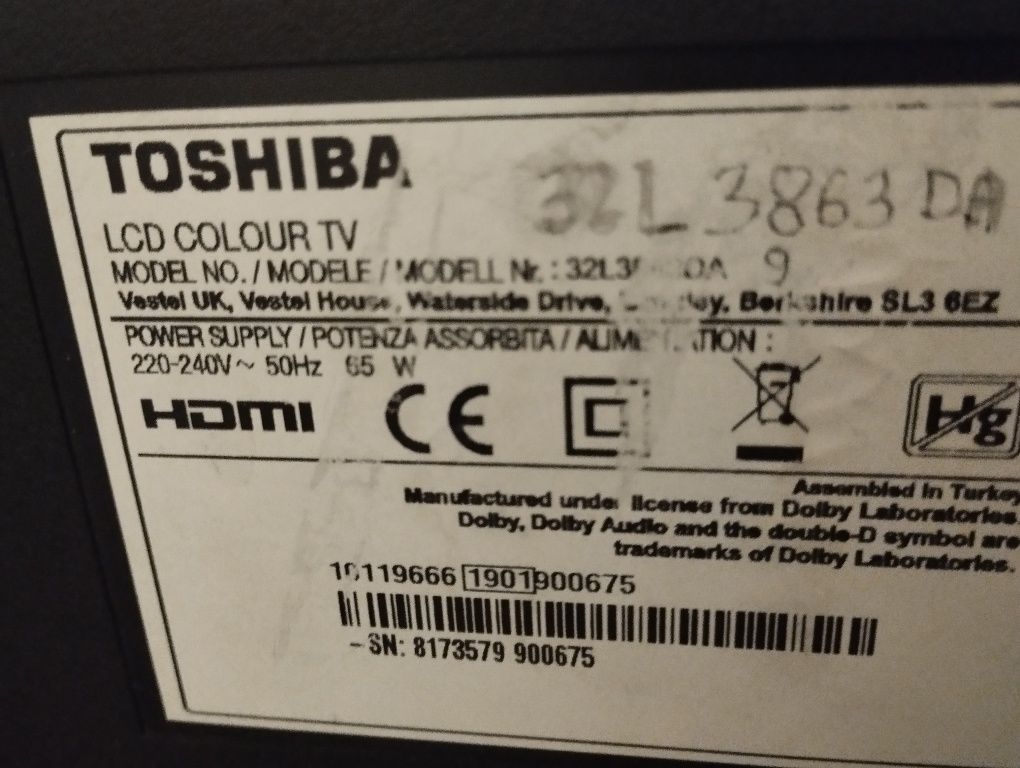 TOSHIBA
32L3863DA
LCD COLOUR TV
MODEL NO. / MODELE / MODELL Nr. : 9
Vestel UK, Vestel House, Waterside Drive, Berkshire SL3 6EZ
POWER SUPPLY / POTENZA ASSORBITA /
220-240V~ 50Hz 65 W
HDMI CE Hg
Assembled in Turkey
Manufactured under license from Dolby Laboratories.
Dolby, Dolby Audio and the double-D symbol are
trademarks of Dolby Laboratories.
1901 900675
SN: 8173579 900675